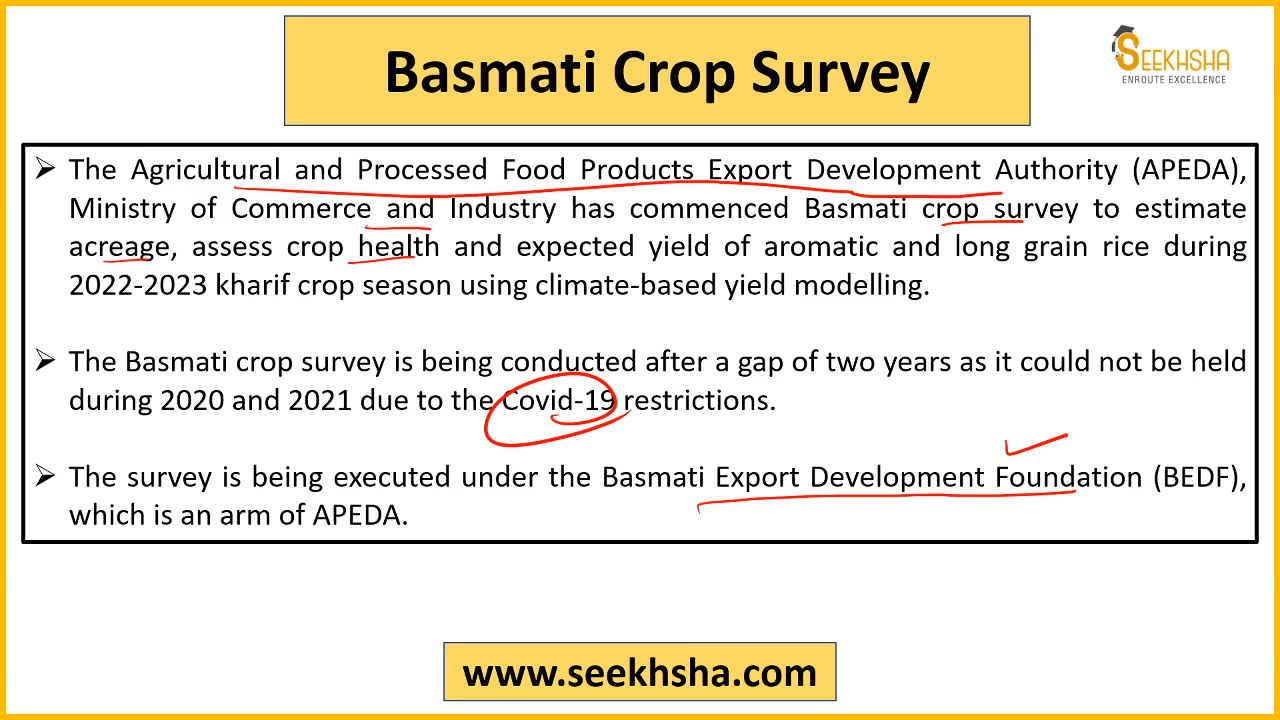 Basmati Crop Survey
SEEKHSHA
ENROUTE EXCELLENCE
➢ The Agricultural and Processed Food Products Export Development Authority (APEDA),
Ministry of Commerce and Industry has commenced Basmati crop survey to estimate
acreage, assess crop health and expected yield of aromatic and long grain rice during
2022-2023 kharif crop season using climate-based yield modelling.
➢ The Basmati crop survey is being conducted after a gap of two years as it could not be held
during 2020 and 2021 due to the Covid-19 restrictions.
➢ The survey is being executed under the Basmati Export Development Foundation (BEDF),
which is an arm of APEDA.
www.seekhsha.com